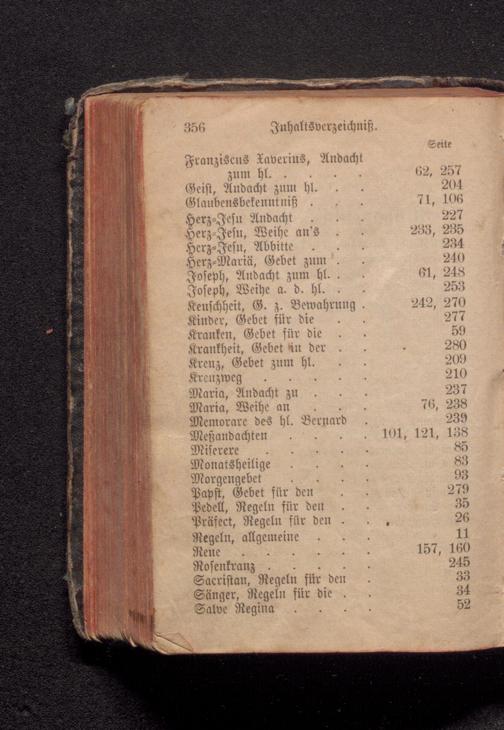 356 Inhaltsverzeichniß.
Seite
Franziscus Xaverius, Andacht
zum hl. . . . . 62, 257
Geist, Andacht zum hl. . . 204
Glaubensbekenntniß . . . 71, 106
Herz-Jesu Andacht . . . 227
Herz-Jesu, Weihe an's . . 233, 235
Herz-Jesu, Abbitte . . . 234
Herz-Mariä, Gebet zum . . 240
Joseph, Andacht zum hl. . . 61, 248
Joseph, Weihe a. d. hl. . . 253
Keuschheit, G. z. Bewahrung . 242, 270
Kinder, Gebet für die . . 277
Kranken, Gebet für die . . 59
Krankheit, Gebet in der . . 280
Kreuz, Gebet zum hl. . . 209
Kreuzweg . . . . . 210
Maria, Andacht zu . . . 237
Maria, Weihe an . . . 76, 238
Memorare des hl. Bernard . 239
Meßandachten . . . . 101, 121, 138
Miserere . . . . 85
Monatsheilige . . . . 83
Morgengebet . . . . 93
Papst, Gebet für den . . 279
Pedell, Regeln für den . . 35
Präfect, Regeln für den . . 26
Regeln, allgemeine . . . 11
Reue . . . . . . 157, 160
Rosenkranz . . . . . 245
Sacristan, Regeln für den . 33
Sänger, Regeln für die . . 34
Salve Regina . . . . 52